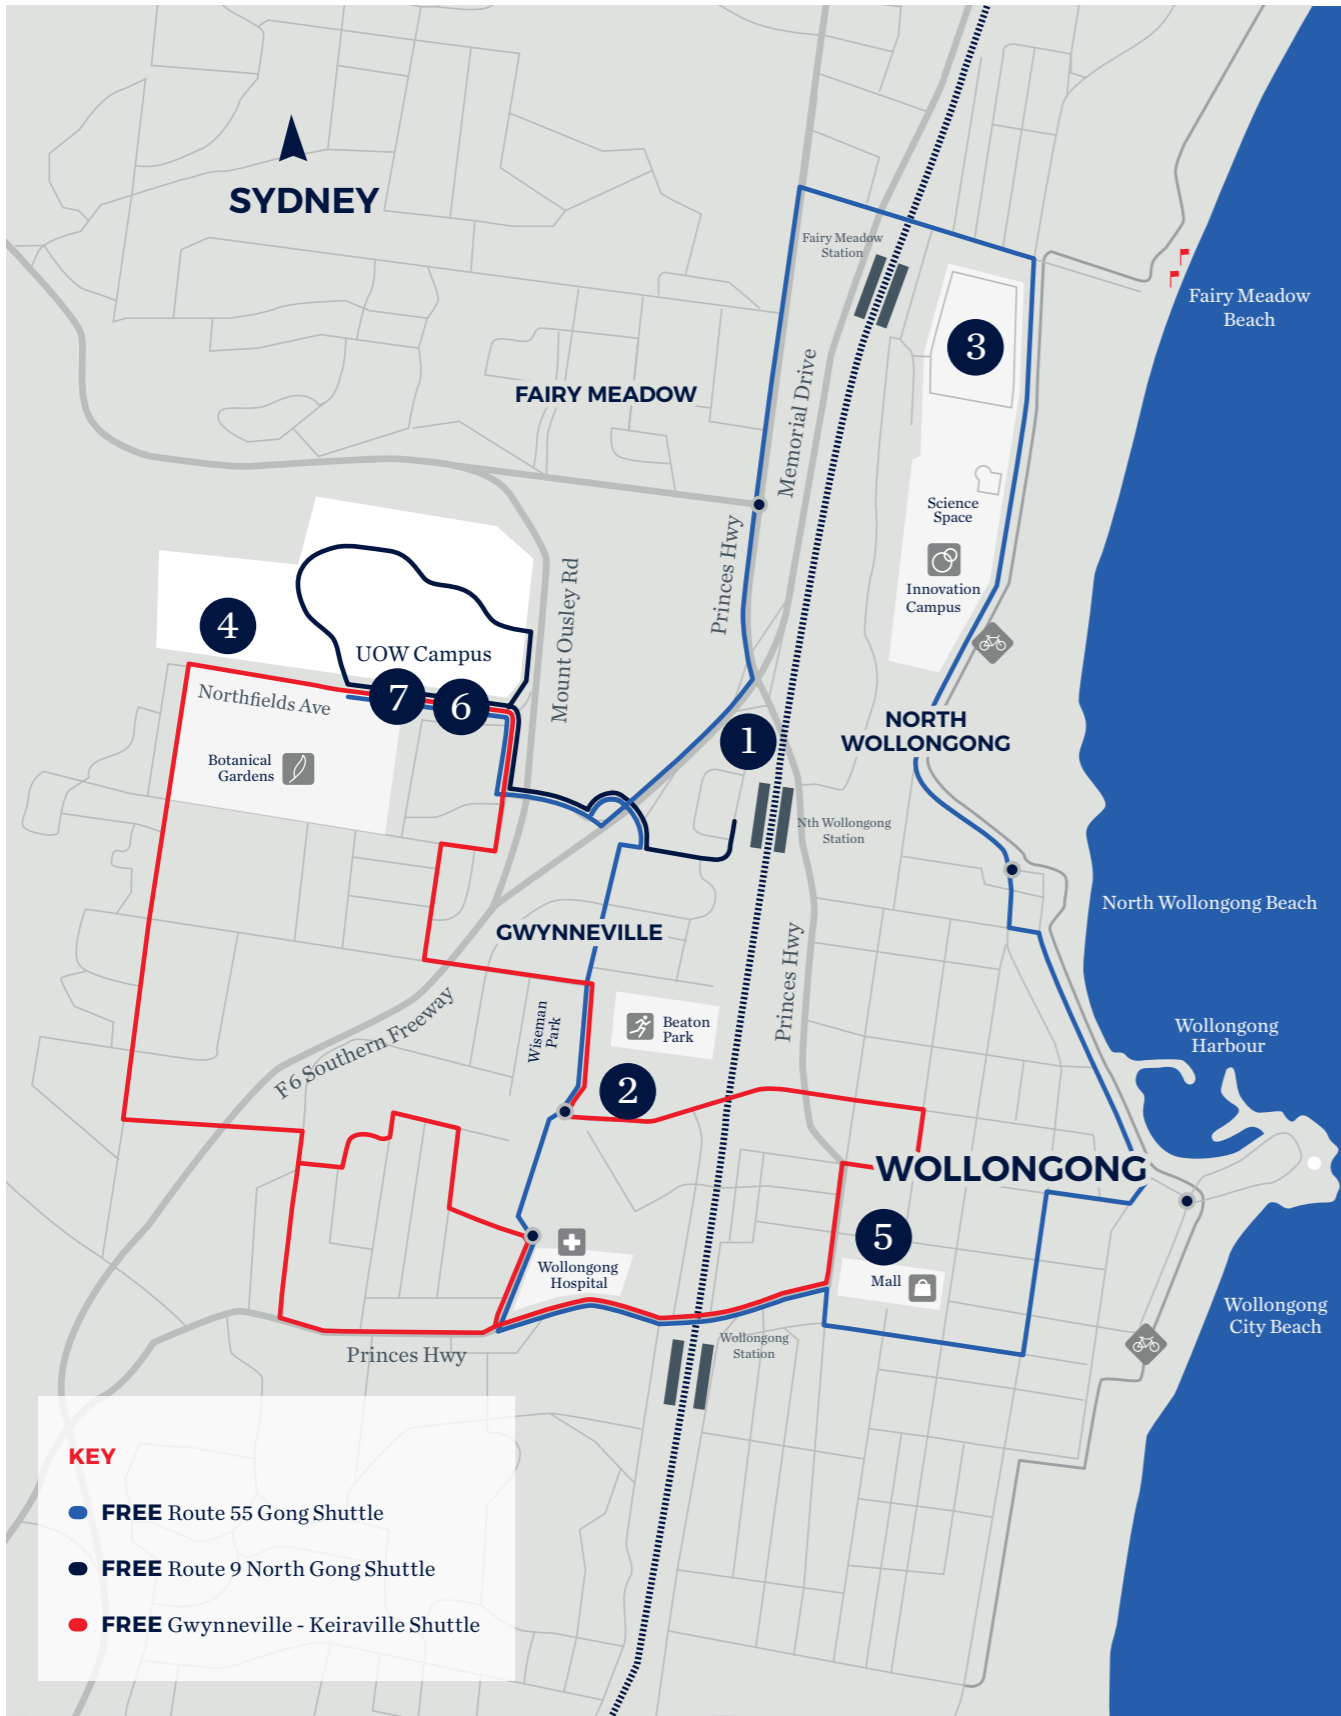 SYDNEY
Fairy Meadow
Station
Fairy Meadow
Beach
3
FAIRY MEADOW
Memorial Drive
Science
Space
Princes Hwy
Innovation
Campus
Mount Ousley Rd
4
UOW Campus
7
6
Northfields Ave
1
NORTH
WOLLONGONG
Botanical
Gardens
Nth Wollongong
Station
North Wollongong Beach
GWYNNEVILLE
Princes Hwy
F6 Southern Freeway
Wiseman
Park
Beaton
Park
Wollongong
Harbour
2
WOLLONGONG
5
Wollongong
Hospital
Mall
Wollongong
City Beach
Wollongong
Station
Princes Hwy
KEY
FREE Route 55 Gong Shuttle
FREE Route 9 North Gong Shuttle
FREE Gwynneville - Keiraville Shuttle